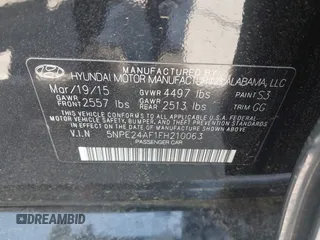 MANUFACTURED BY
HYUNDAI MOTOR MANUFACTURING ALABAMA, LLC
Mar/19/15 GVWR 4497 lbs PAINT S3
GAWR FRONT 2557 lbs GAWR REAR 2513 lbs TRIM GG
THIS VEHICLE CONFORMS TO ALL APPLICABLE
FEDERAL MOTOR VEHICLE SAFETY, BUMPER, AND
THEFT PREVENTION STANDARDS IN EFFECT ON
THE DATE OF MANUFACTURE SHOWN ABOVE.
V.I.N 5NPE24AF1FH210063
PASSENGER CAR
DREAMBID
dreambid.com